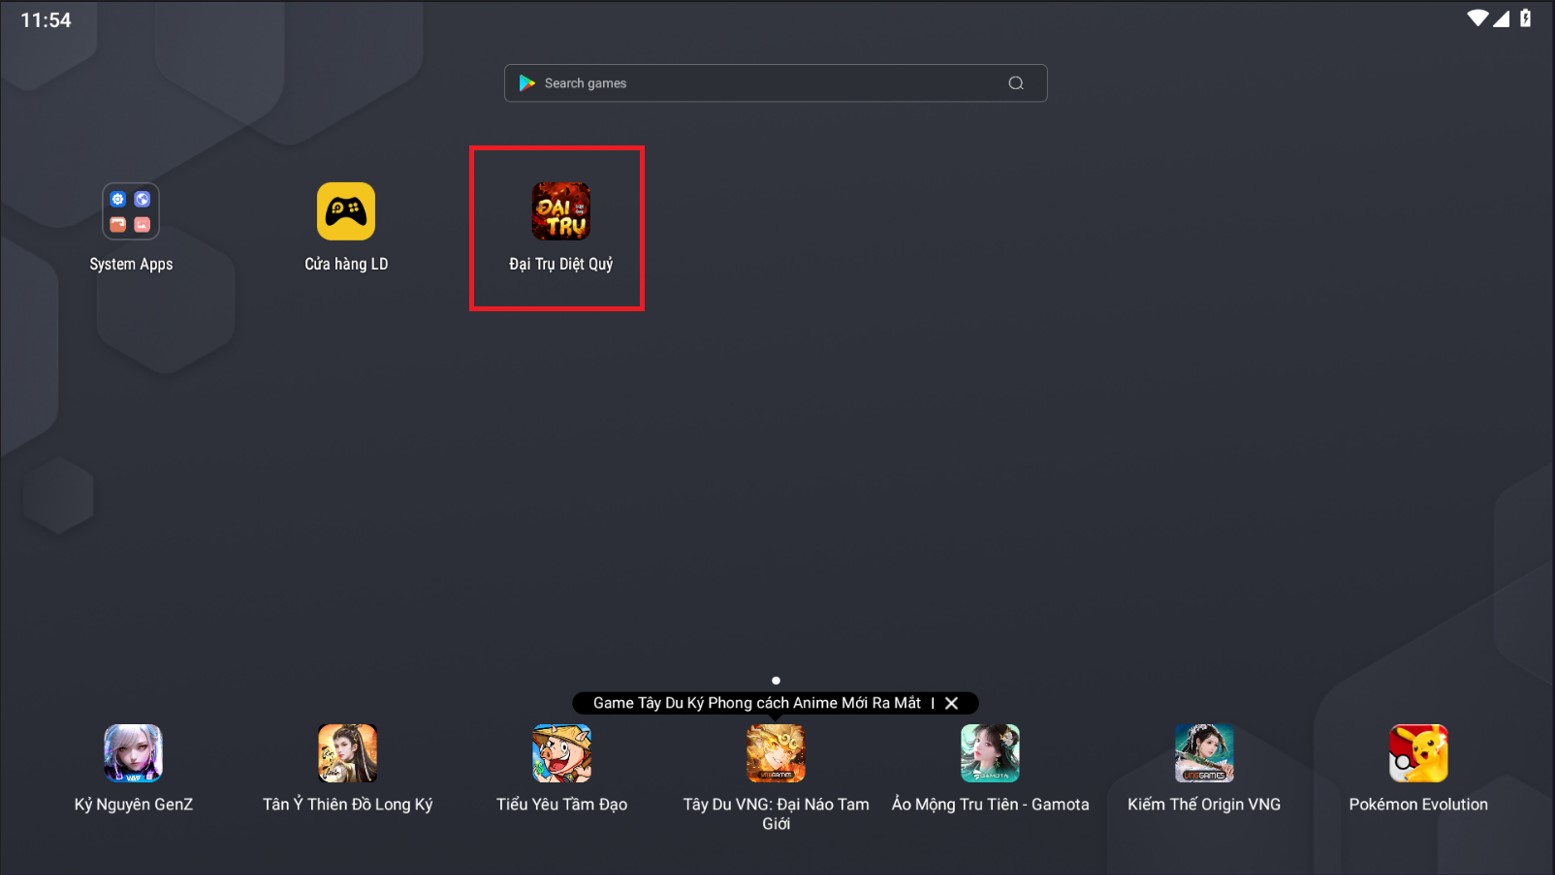 11:54
Search games
ĐẠI
TRỤ
System Apps
Cửa hàng LD
Đại Trụ Diệt Quỷ
Game Tây Du Ký Phong cách Anime Mới Ra Mắt
Kỷ Nguyên GenZ
Tân Ỷ Thiên Đồ Long Ký
Tiểu Yêu Tầm Đạo
Tây Du VNG: Đại Náo Tam
Giới
Ảo Mộng Tru Tiên - Gamota
Kiếm Thế Origin VNG
Pokémon Evolution